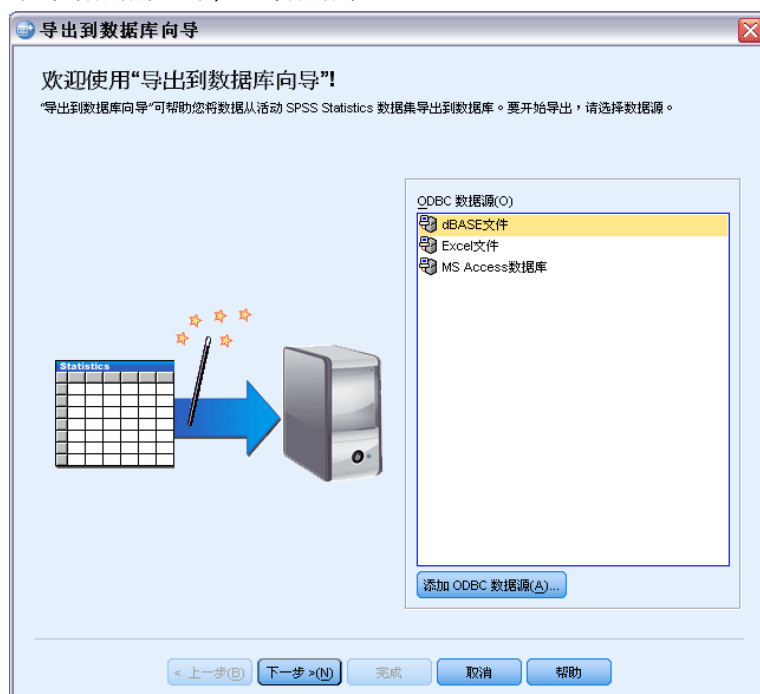 导出到数据库向导
欢迎使用“导出到数据库向导”!
“导出到数据库向导”可帮助您将数据从活动 SPSS Statistics 数据集导出到数据库。要开始导出，请选择数据源。
ODBC 数据源(O)
dBASE文件
Excel文件
MS Access数据库
Statistics
添加 ODBC 数据源(A)...
< 上一步(B)
下一步 >(N)
完成
取消
帮助